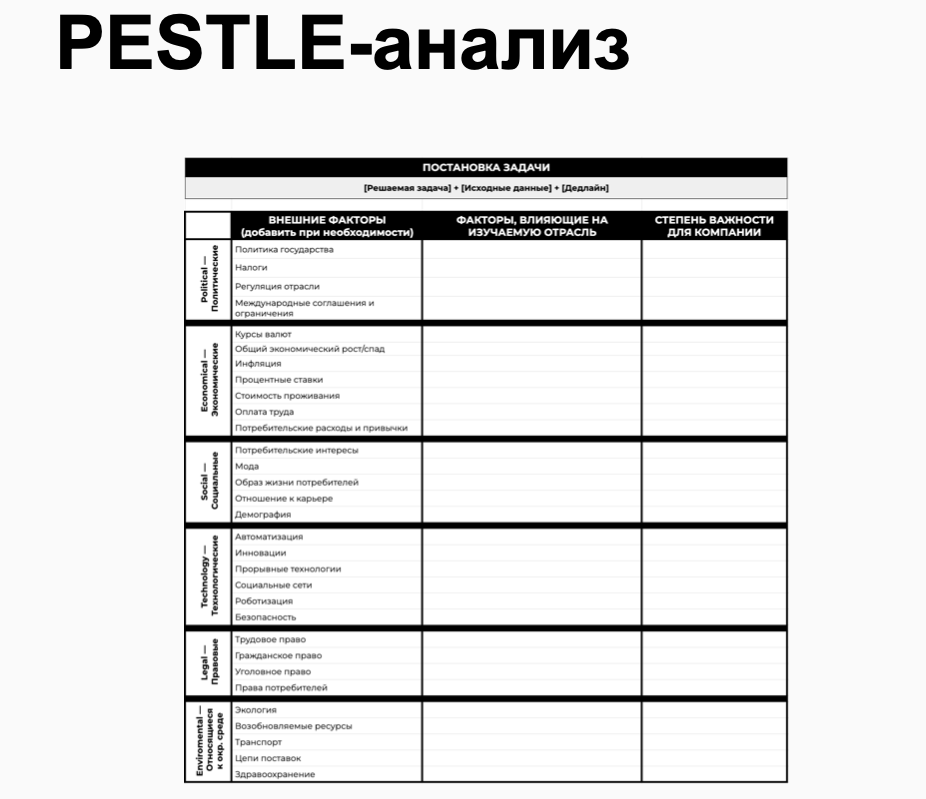 PESTLE-анализ
ПОСТАНОВКА ЗАДАЧИ
[Решаемая задача] + [Исходные данные] + [Дедлайн]
ВНЕШНИЕ ФАКТОРЫ
(добавить при необходимости)
ФАКТОРЫ, ВЛИЯЮЩИЕ НА
ИЗУЧАЕМУЮ ОТРАСЛЬ
СТЕПЕНЬ ВАЖНОСТИ
ДЛЯ КОМПАНИИ
Political —
Политические
Политика государства
Налоги
Регуляция отрасли
Международные соглашения и
ограничения
Economical —
Экономические
Курсы валют
Общий экономический рост/спад
Инфляция
Процентные ставки
Стоимость проживания
Оплата труда
Потребительские расходы и привычки
Social —
Социальные
Потребительские интересы
Мода
Образ жизни потребителей
Отношение к карьере
Демография
Technology —
Технологические
Автоматизация
Инновации
Прорывные технологии
Социальные сети
Роботизация
Безопасность
Legal —
Правовые
Трудовое право
Гражданское право
Уголовное право
Права потребителей
Enviromental —
Относящиеся
к окр. среде
Экология
Возобновляемые ресурсы
Транспорт
Цепи поставок
Здравоохранение